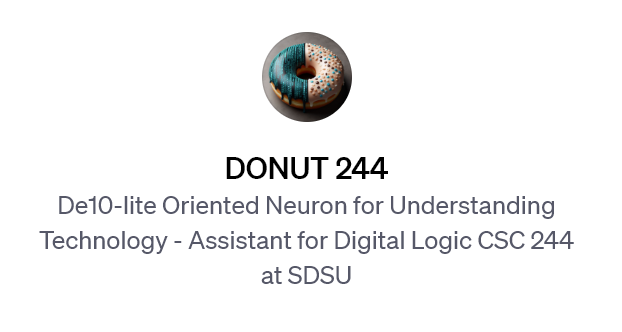 DONUT 244
De10-lite Oriented Neuron for Understanding
Technology - Assistant for Digital Logic CSC 244
at SDSU